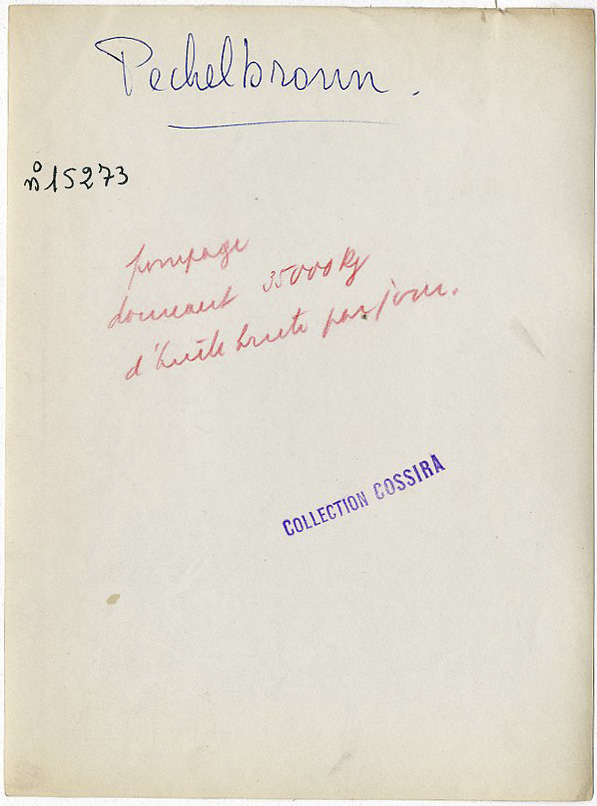 Pechelbronn.
n° 15273
pompage
donnant 35000 kg
d'huile brute par jour.
COLLECTION COSSIRA